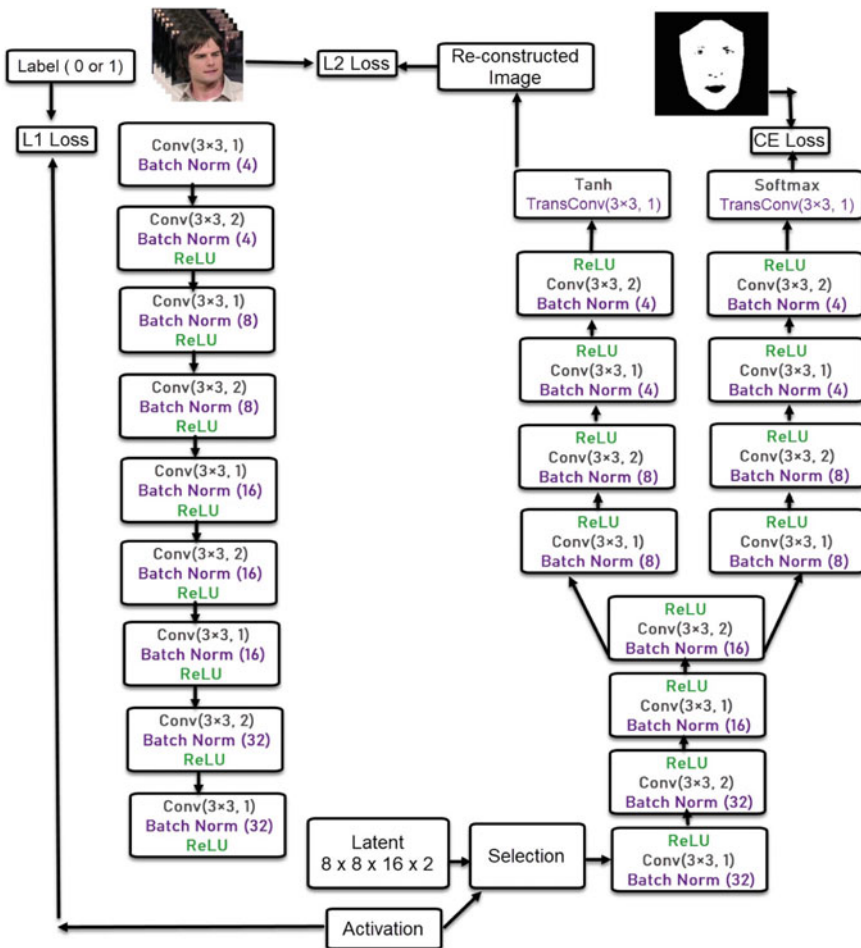 Label ( 0 or 1)
L2 Loss
Re-constructed
Image
L1 Loss
CE Loss
Conv(3×3, 1)
Batch Norm (4)
Conv(3×3, 2)
Batch Norm (4)
ReLU
Conv(3×3, 1)
Batch Norm (8)
ReLU
Conv(3×3, 2)
Batch Norm (8)
ReLU
Conv(3×3, 1)
Batch Norm (16)
ReLU
Conv(3×3, 2)
Batch Norm (16)
ReLU
Conv(3×3, 1)
Batch Norm (16)
ReLU
Conv(3×3, 2)
Batch Norm (32)
ReLU
Conv(3×3, 1)
Batch Norm (32)
ReLU
Tanh
TransConv(3×3, 1)
ReLU
Conv(3×3, 2)
Batch Norm (4)
ReLU
Conv(3×3, 1)
Batch Norm (4)
ReLU
Conv(3×3, 2)
Batch Norm (8)
ReLU
Conv(3×3, 1)
Batch Norm (8)
Softmax
TransConv(3×3, 1)
ReLU
Conv(3×3, 2)
Batch Norm (4)
ReLU
Conv(3×3, 1)
Batch Norm (4)
ReLU
Conv(3×3, 2)
Batch Norm (8)
ReLU
Conv(3×3, 1)
Batch Norm (8)
ReLU
Conv(3×3, 2)
Batch Norm (16)
ReLU
Conv(3×3, 1)
Batch Norm (16)
ReLU
Conv(3×3, 2)
Batch Norm (32)
ReLU
Conv(3×3, 1)
Batch Norm (32)
Latent
8 x 8 x 16 x 2
Selection
Activation